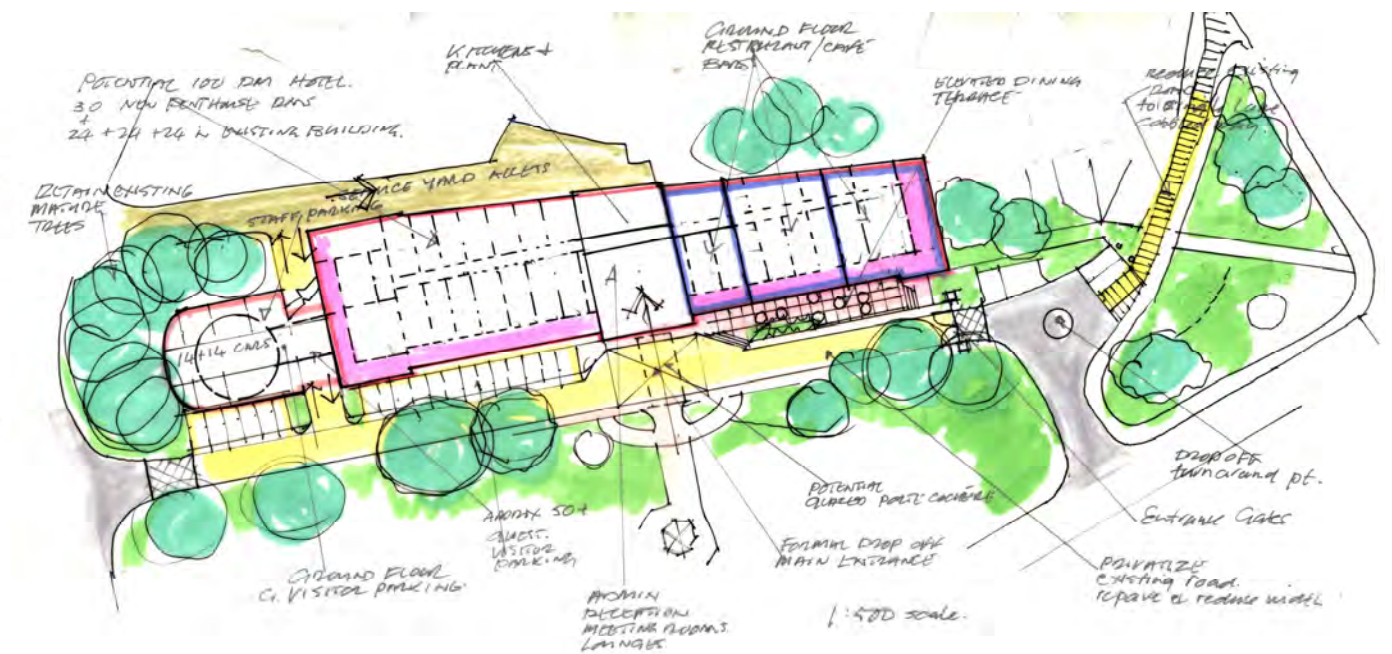 POTENTIAL 100 RM HOTEL.
30 NEW PENTHOUSE RMS
+
24 + 24 + 24 in EXISTING BUILDING.
KITCHENS +
PLANT
GROUND FLOOR
RESTAURANT/CAFÉ
BARS
ELEVATED DINING
TERRACE
existing
RETAIN EXISTING
MATURE
TREES
SERVICE YARD ACCESS
STAFF PARKING
14+14 CARS
APPROX 50+
GUEST.
VISITOR
PARKING
GROUND FLOOR
G. VISITOR PARKING
ADMIN
RECEPTION
MEETING ROOMS.
LOUNGES
FORMAL DROP OFF
MAIN ENTRANCE
POTENTIAL
GLAZED PORTE COCHÈRE
1:500 scale.
DROP OFF
turnaround pt.
Entrance Gates
PRIVATIZE
existing road.
repave & reduce width